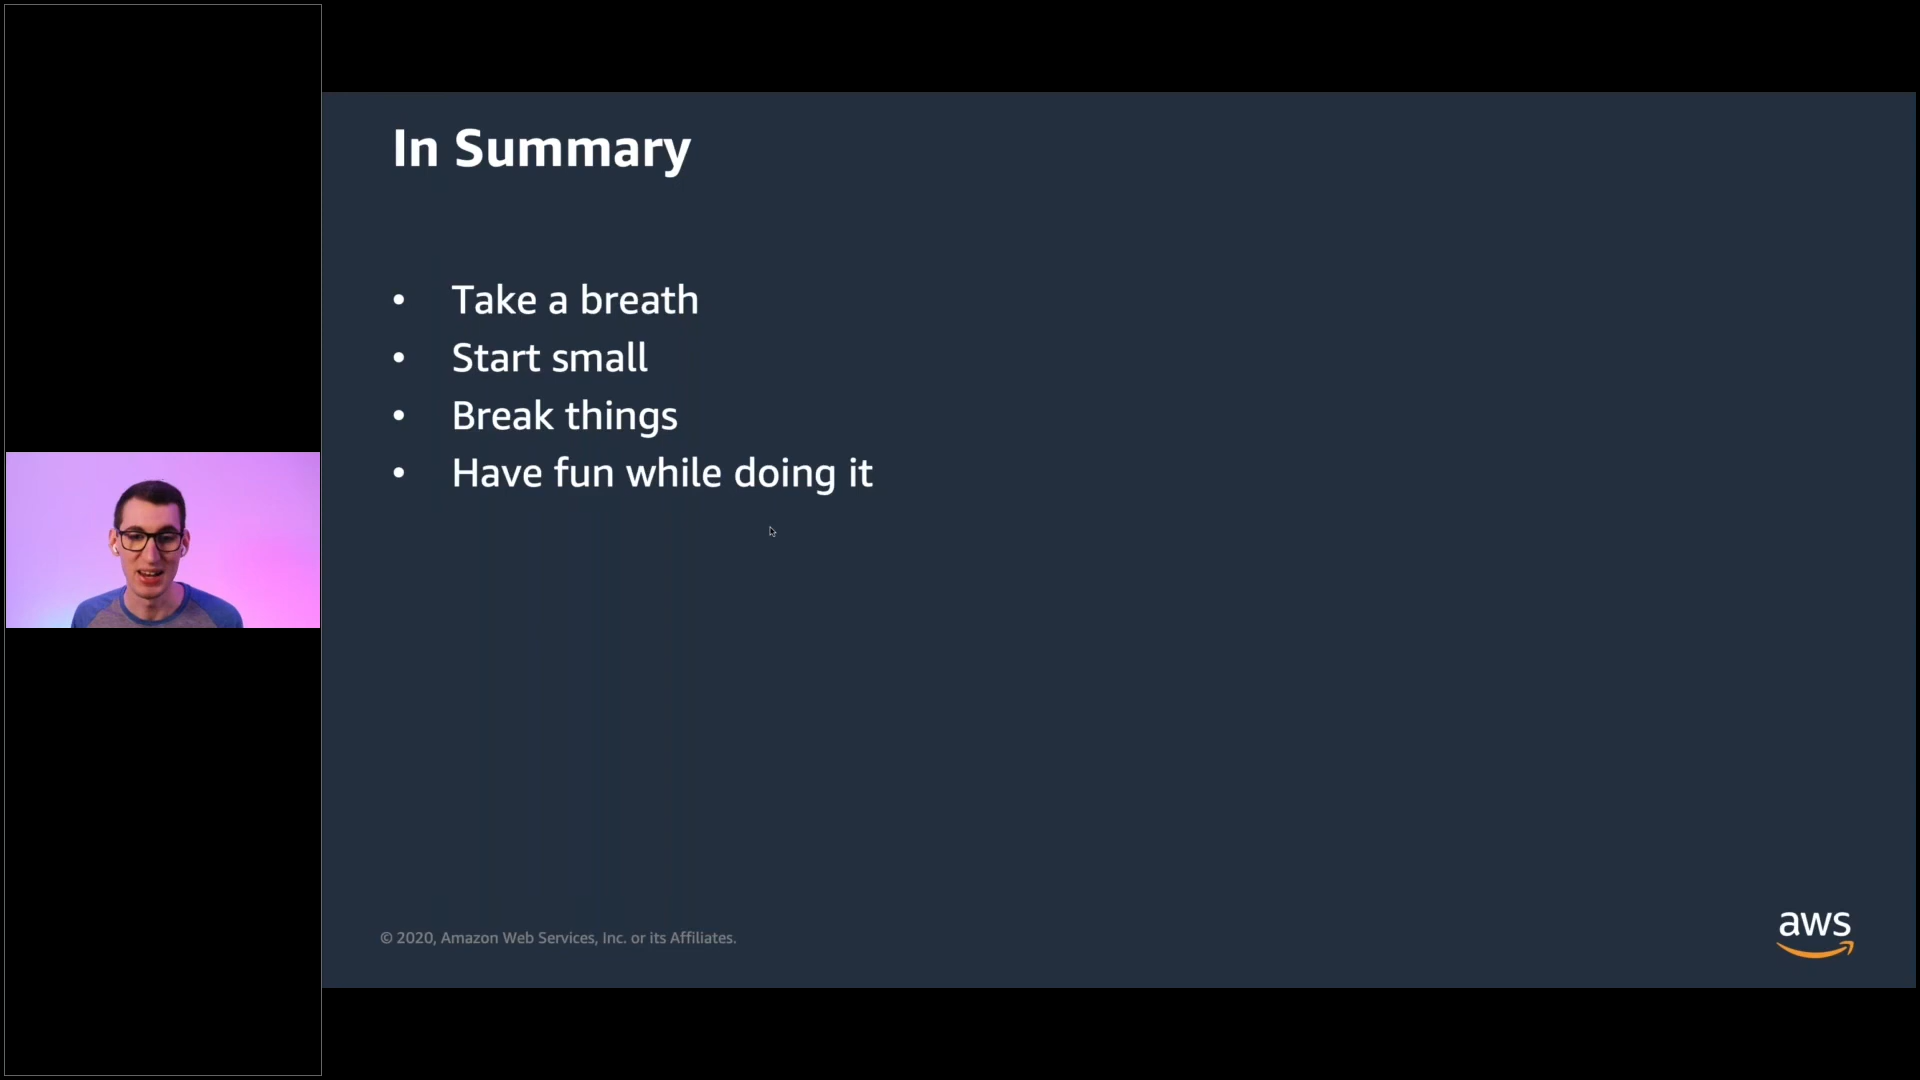 In Summary
• Take a breath
• Start small
• Break things
• Have fun while doing it
© 2020, Amazon Web Services, Inc. or its Affiliates.
aws